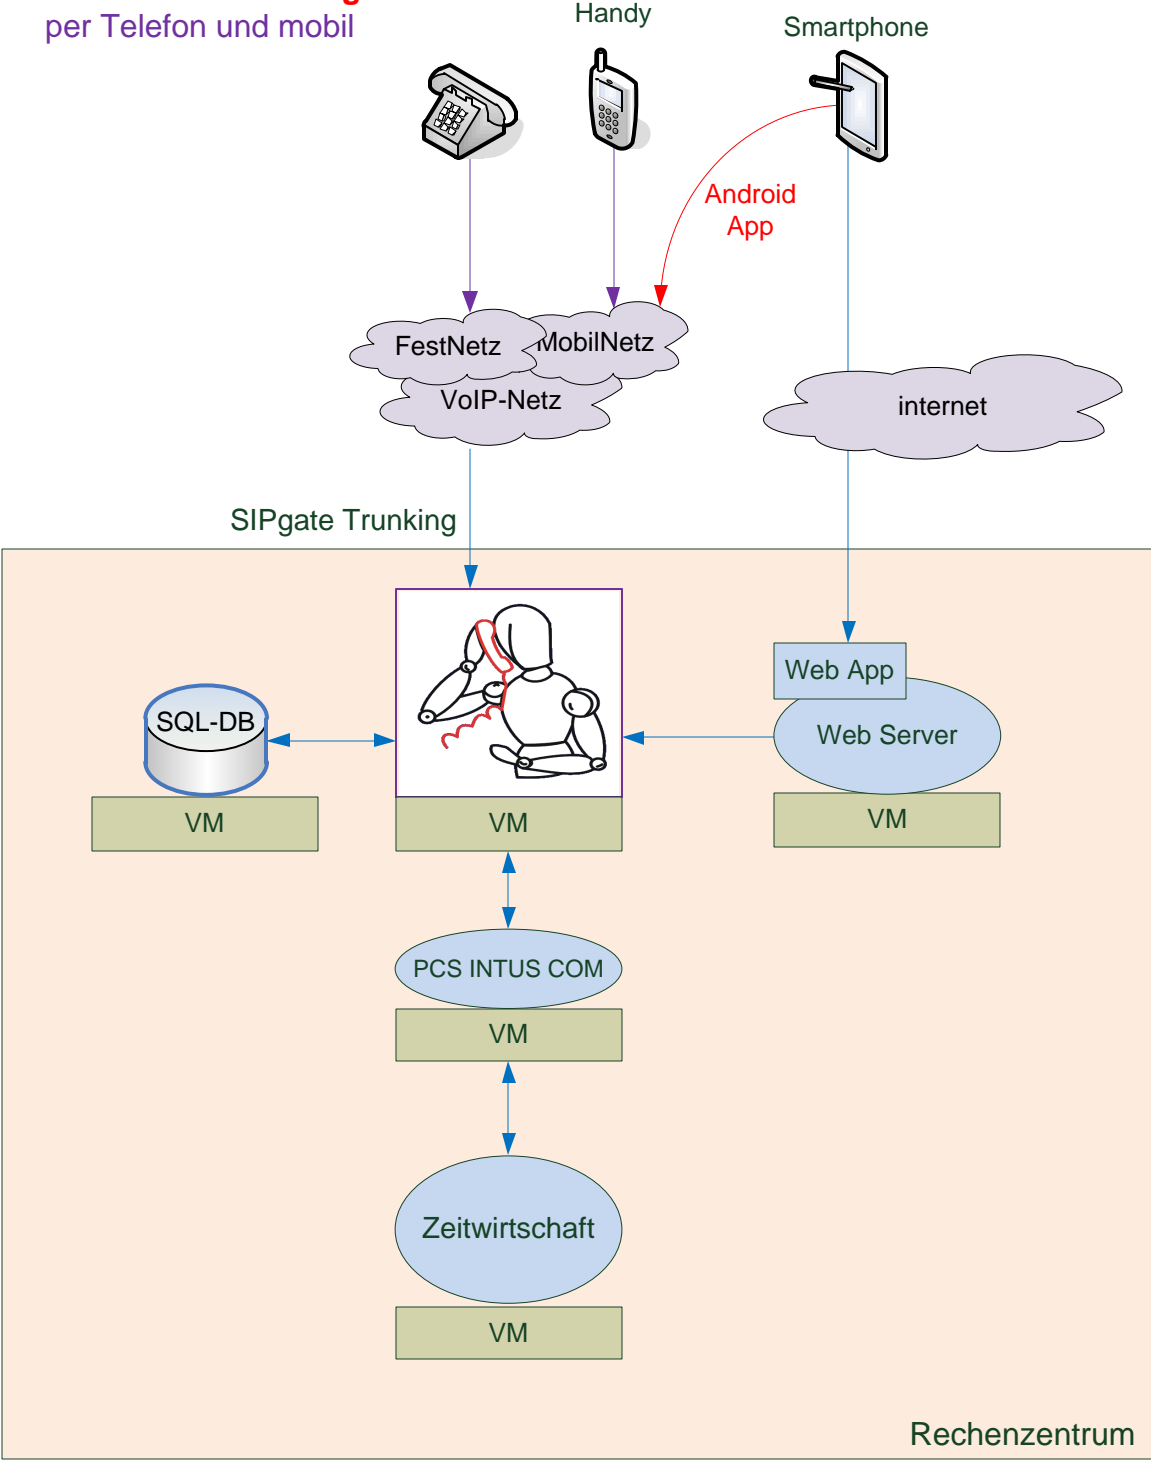 per Telefon und mobil
Handy
Smartphone
Android
App
FestNetz
MobilNetz
VoIP-Netz
internet
SIPgate Trunking
Web App
SQL-DB
Web Server
VM
VM
VM
PCS INTUS COM
VM
Zeitwirtschaft
VM
Rechenzentrum